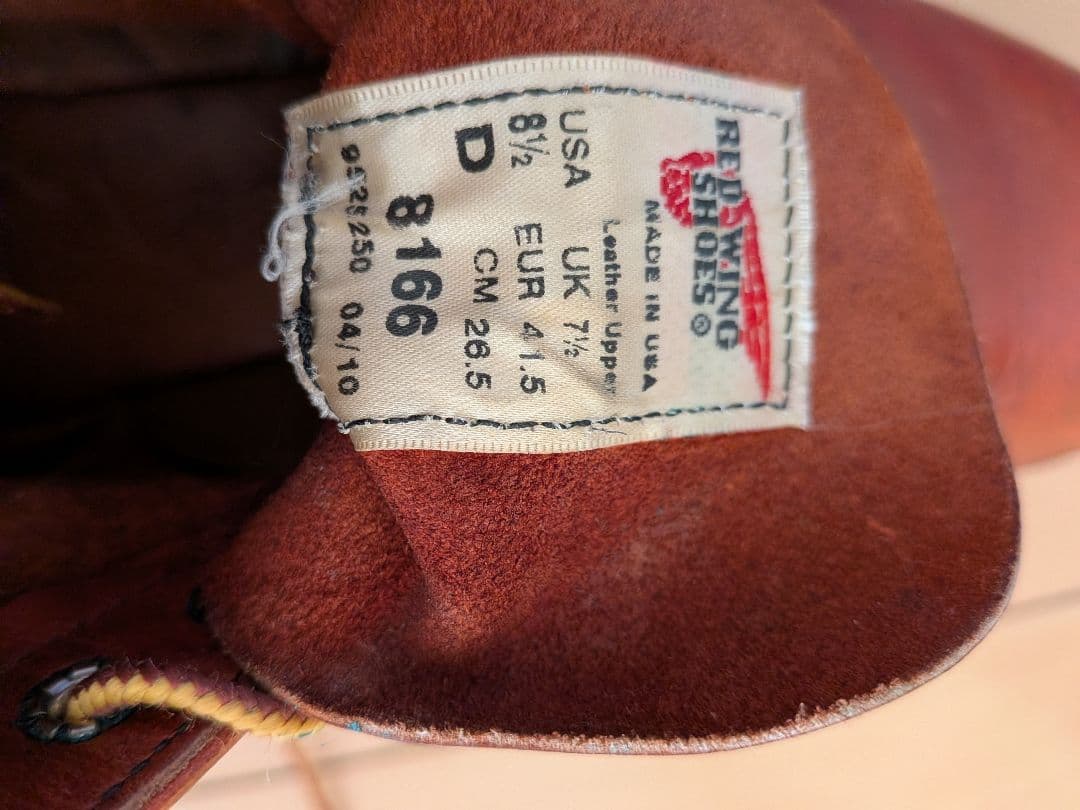 RED WING
SHOES®
MADE IN USA
Leather Upper
USA UK 7½
8½ EUR 41.5
D CM 26.5
8166
04/10